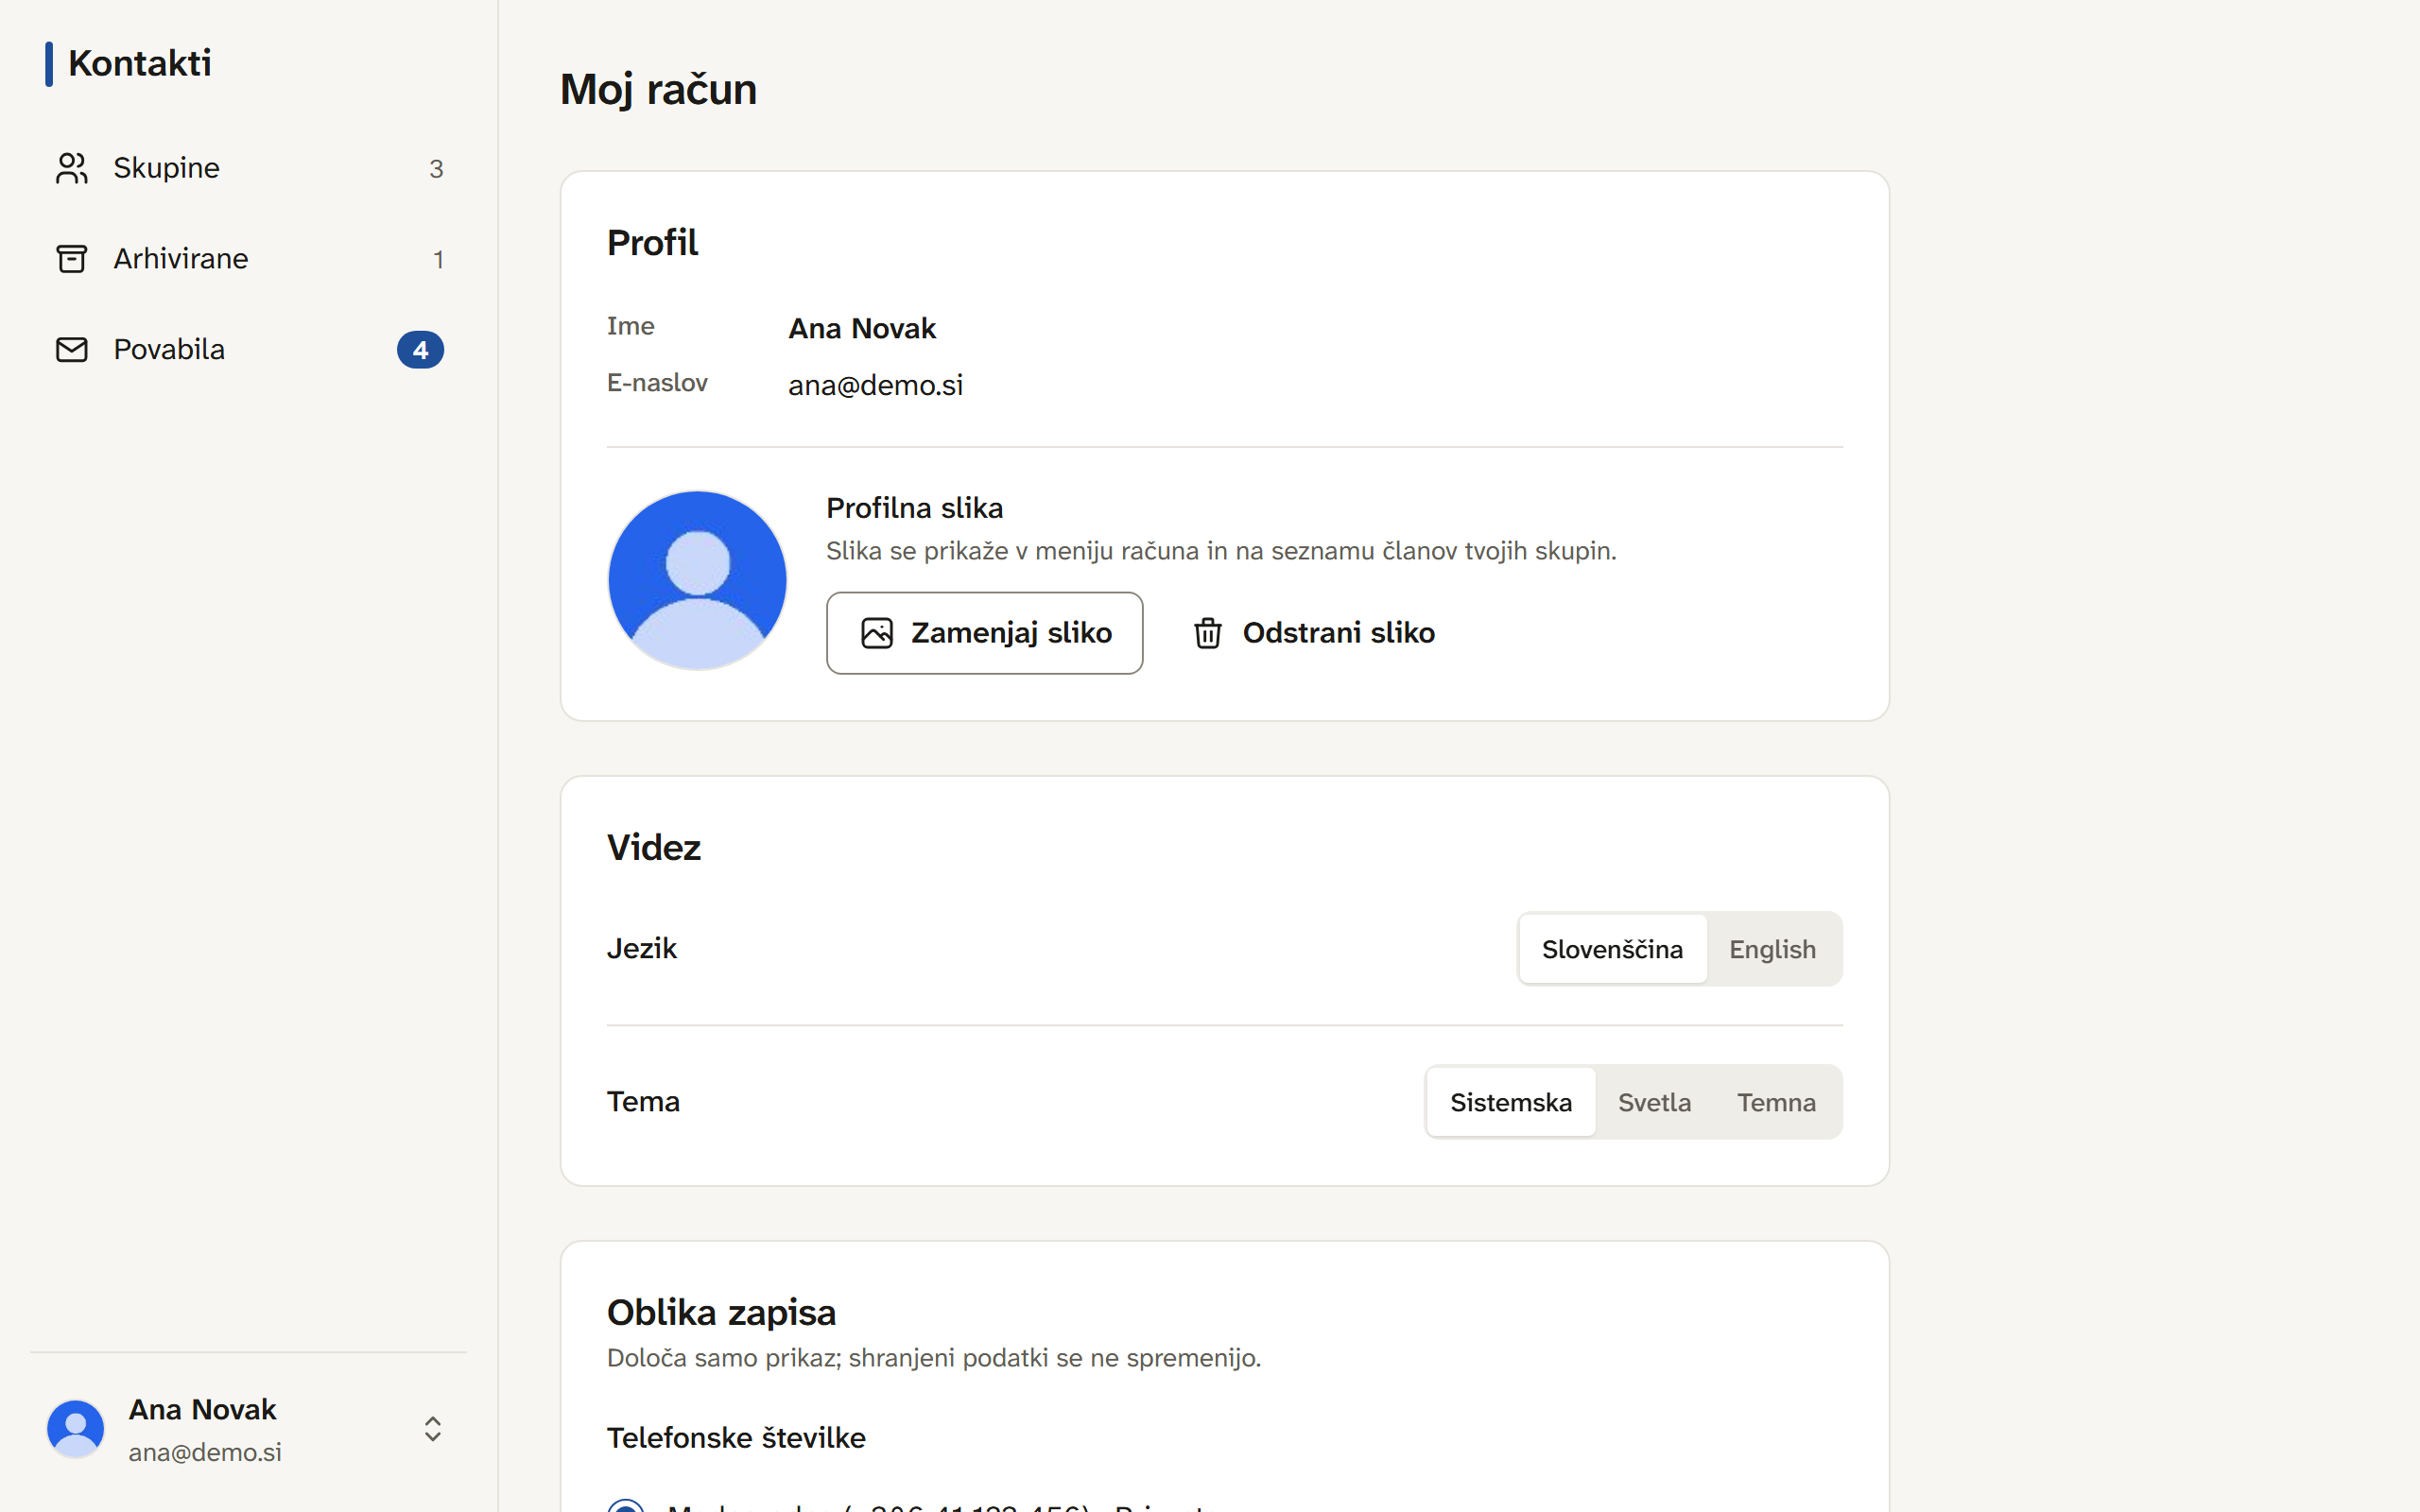 Kontakti
Skupine 3
Arhivirane 1
Povabila 4
Ana Novak
ana@demo.si
Moj račun
Profil
Ime Ana Novak
E-naslov ana@demo.si
Profilna slika
Slika se prikaže v meniju računa in na seznamu članov tvojih skupin.
Zamenjaj sliko Odstrani sliko
Videz
Jezik Slovenščina English
Tema Sistemska Svetla Temna
Oblika zapisa
Določa samo prikaz; shranjeni podatki se ne spremenijo.
Telefonske številke